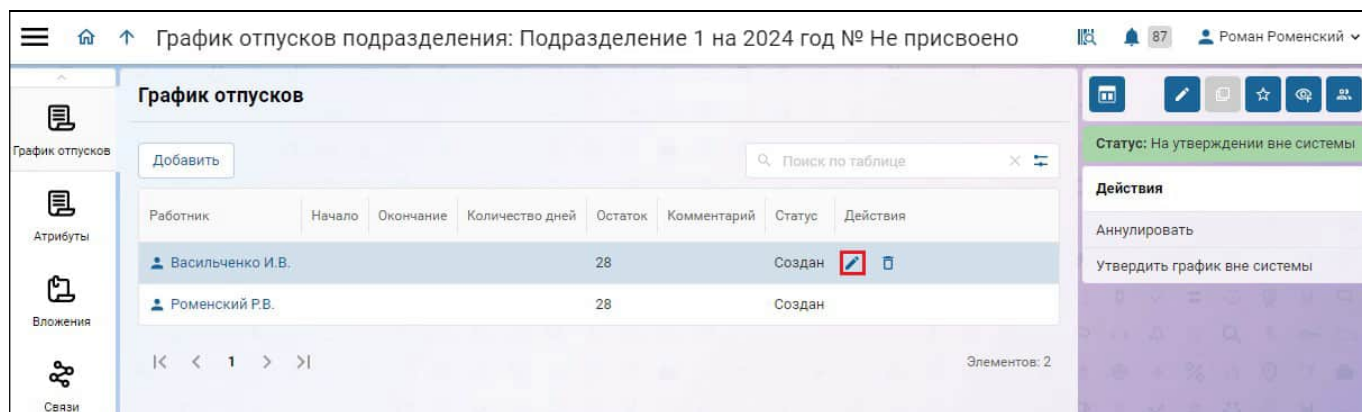 График отпусков подразделения: Подразделение 1 на 2024 год № Не присвоено
87
Роман Роменский
График отпусков
Атрибуты
Вложения
Связи
График отпусков
Добавить
Поиск по таблице
Работник Начало Окончание Количество дней Остаток Комментарий Статус Действия
Васильченко И.В. 28 Создан
Роменский Р.В. 28 Создан
1
Элементов: 2
Статус: На утверждении вне системы
Действия
Аннулировать
Утвердить график вне системы